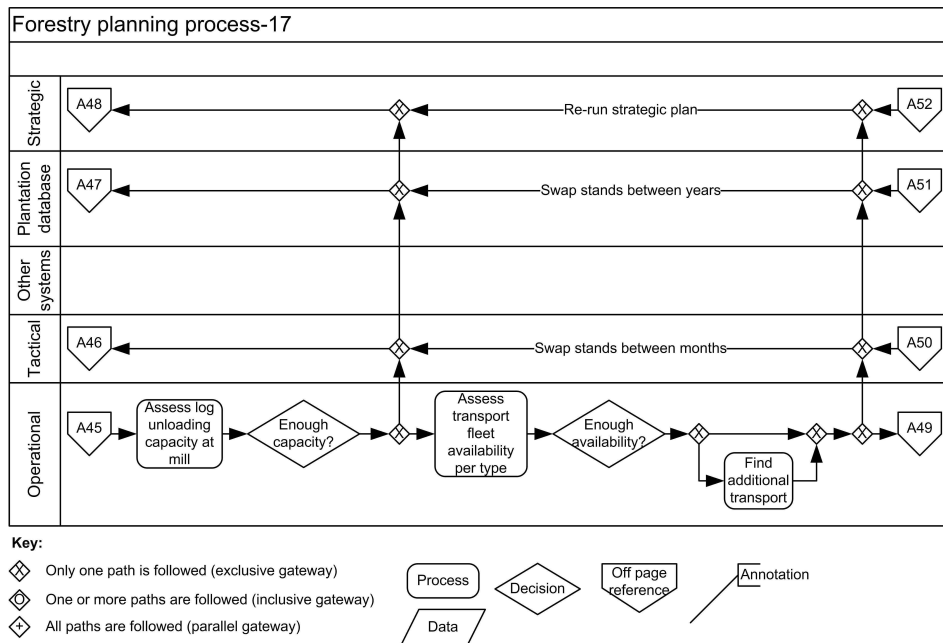 Forestry planning process-17
Strategic
A48
X
Re-run strategic plan
X
A52
Plantation
database
A47
X
Swap stands between years
X
A51
Other
systems
Tactical
A46
X
Swap stands between months
X
A50
Operational
A45
Assess log
unloading
capacity at
mill
Enough
capacity?
X
Assess
transport
fleet
availability
per type
Enough
availability?
X
Find
additional
transport
X
X
A49
Key:
X Only one path is followed (exclusive gateway)
O One or more paths are followed (inclusive gateway)
+ All paths are followed (parallel gateway)
Process
Data
Decision
Off page
reference
Annotation